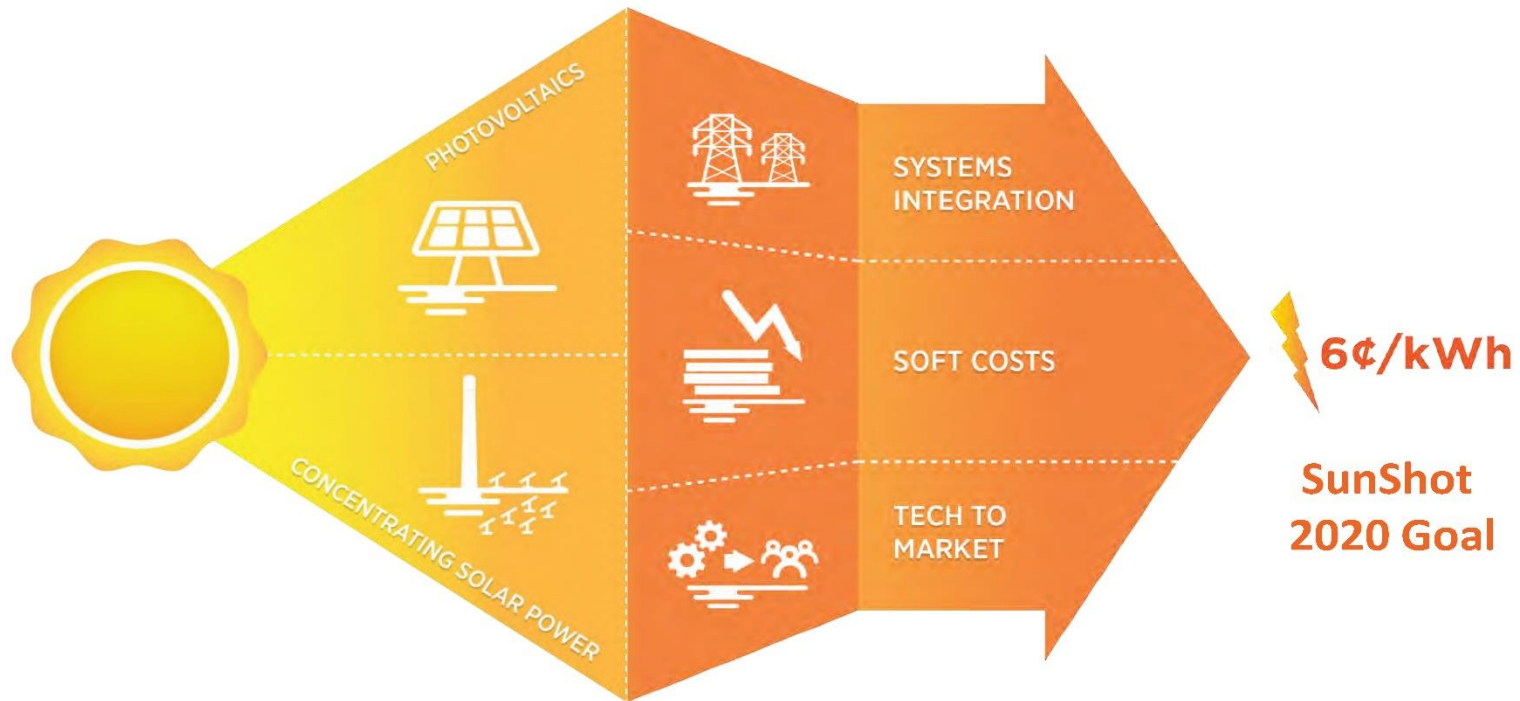 PHOTOVOLTAICS
CONCENTRATING SOLAR POWER
SYSTEMS
INTEGRATION
SOFT COSTS
TECH TO
MARKET
6¢/kWh
SunShot
2020 Goal